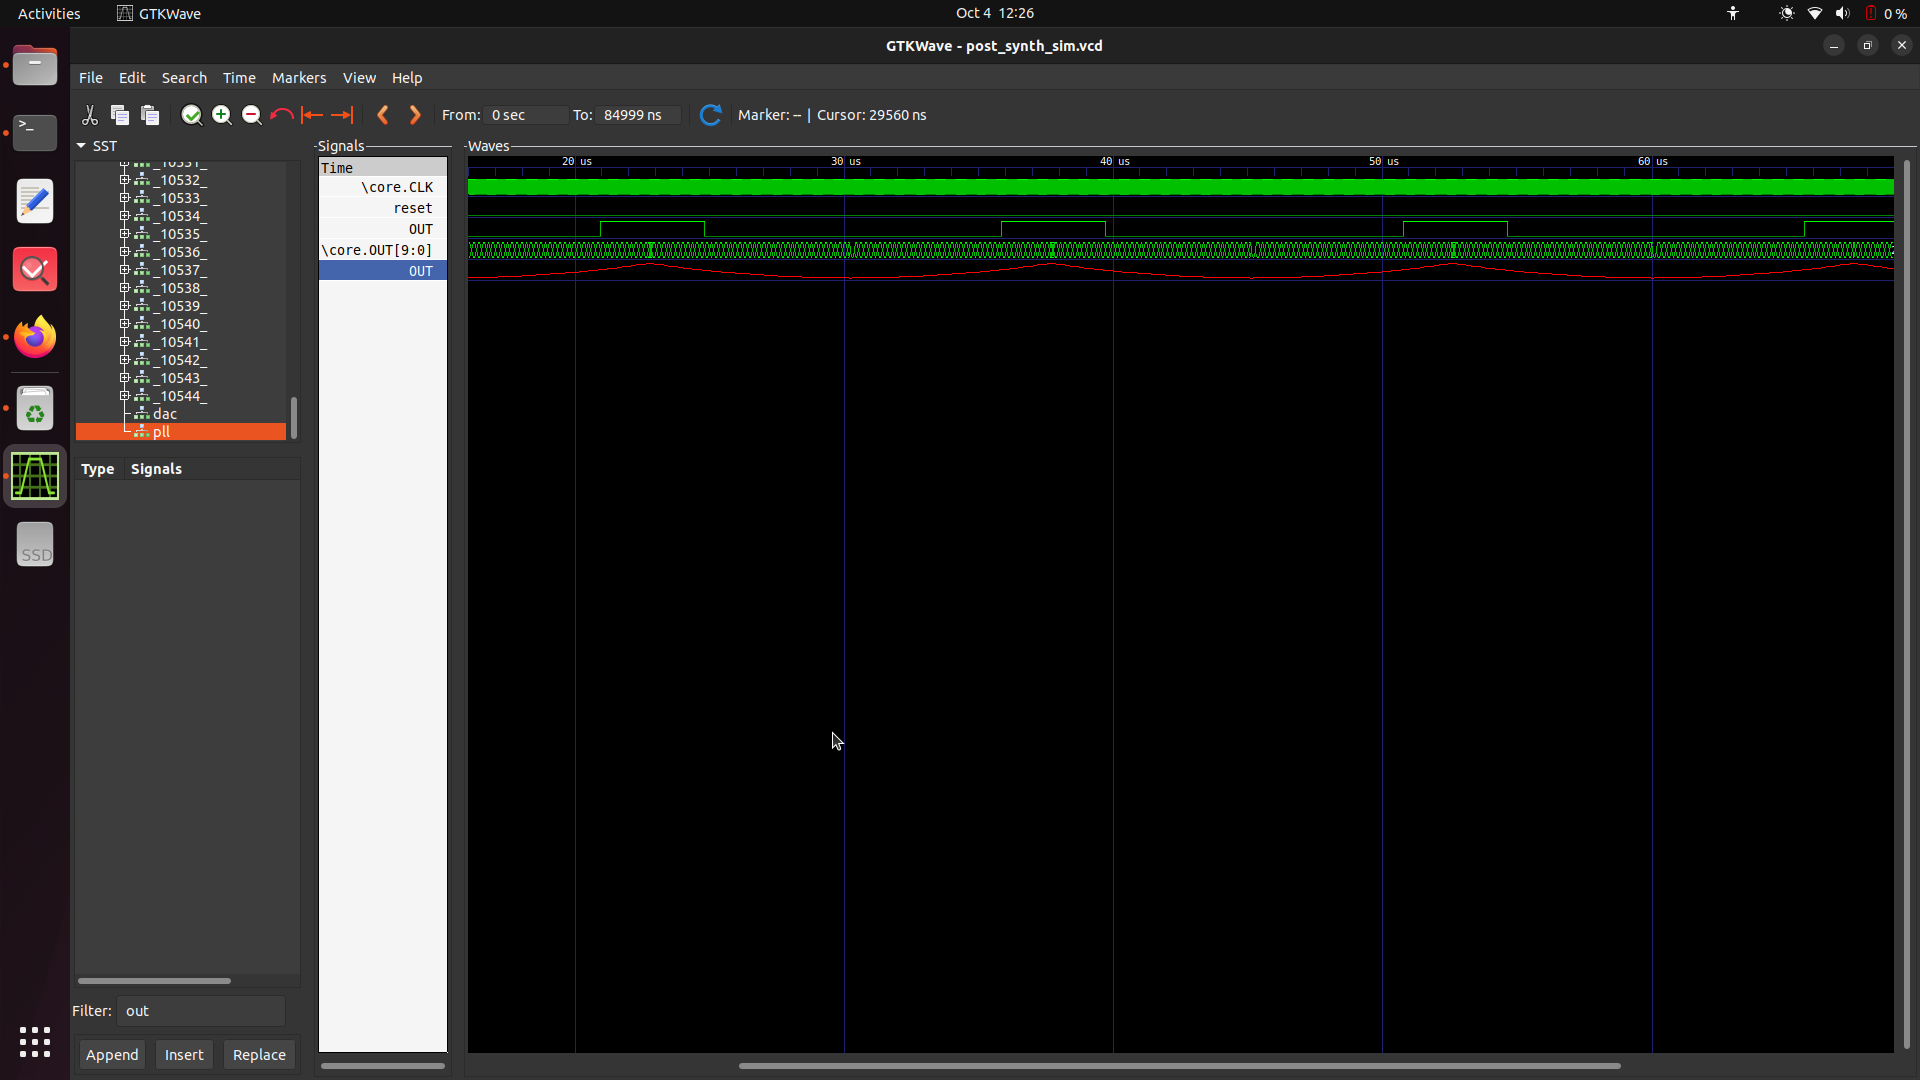 Activities GTKWave Oct 4 12:26 0 %
GTKWave - post_synth_sim.vcd
File Edit Search Time Markers View Help
From: 0 sec To: 84999 ns Marker: -- | Cursor: 29560 ns
SST
_10531_
_10532_
_10533_
_10534_
_10535_
_10536_
_10537_
_10538_
_10539_
_10540_
_10541_
_10542_
_10543_
_10544_
dac
pll
Type Signals
Filter: out
Append Insert Replace
Signals
Time
\core.CLK
reset
OUT
\core.OUT[9:0]
OUT
Waves
20 us 30 us 40 us 50 us 60 us
>_
SSD